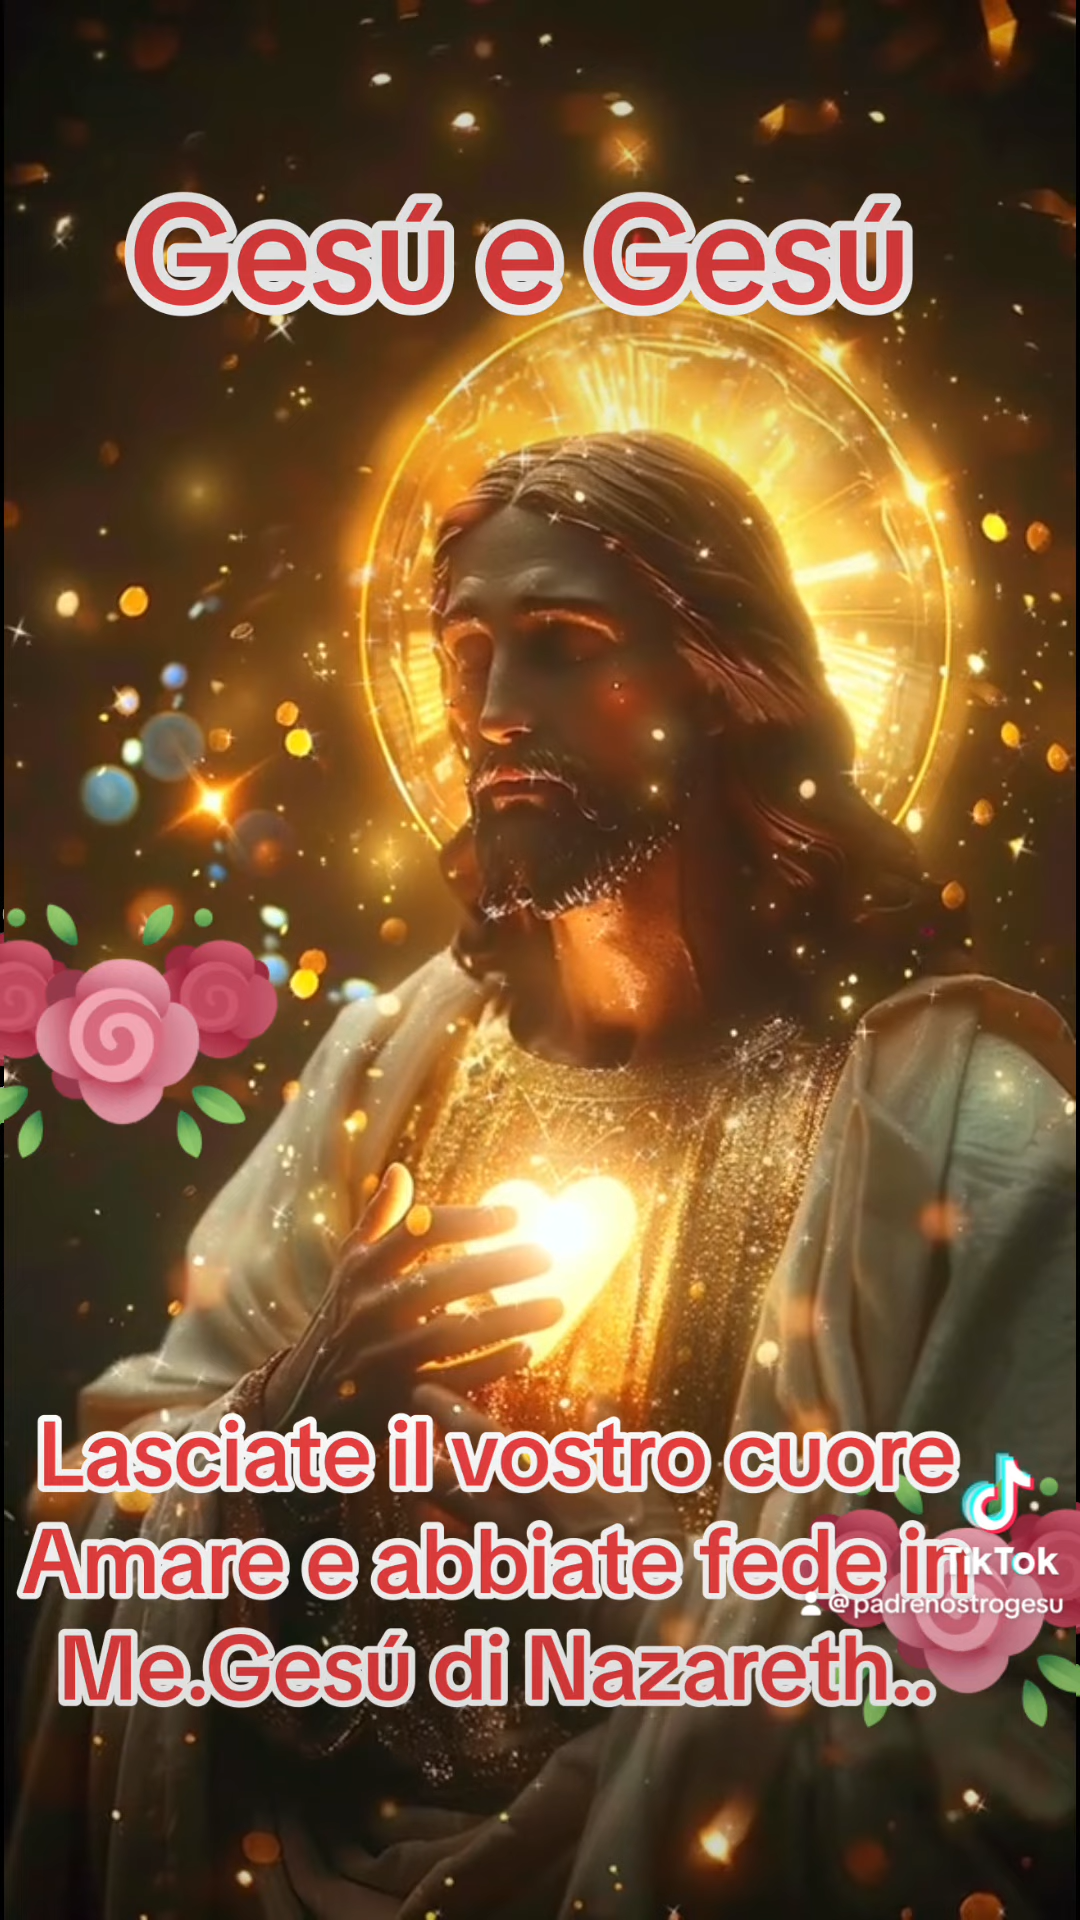 Gesú e Gesú
Lasciate il vostro cuore
Amare e abbiate fede in
Me.Gesú di Nazareth..
TikTok
@padrenostrogesu